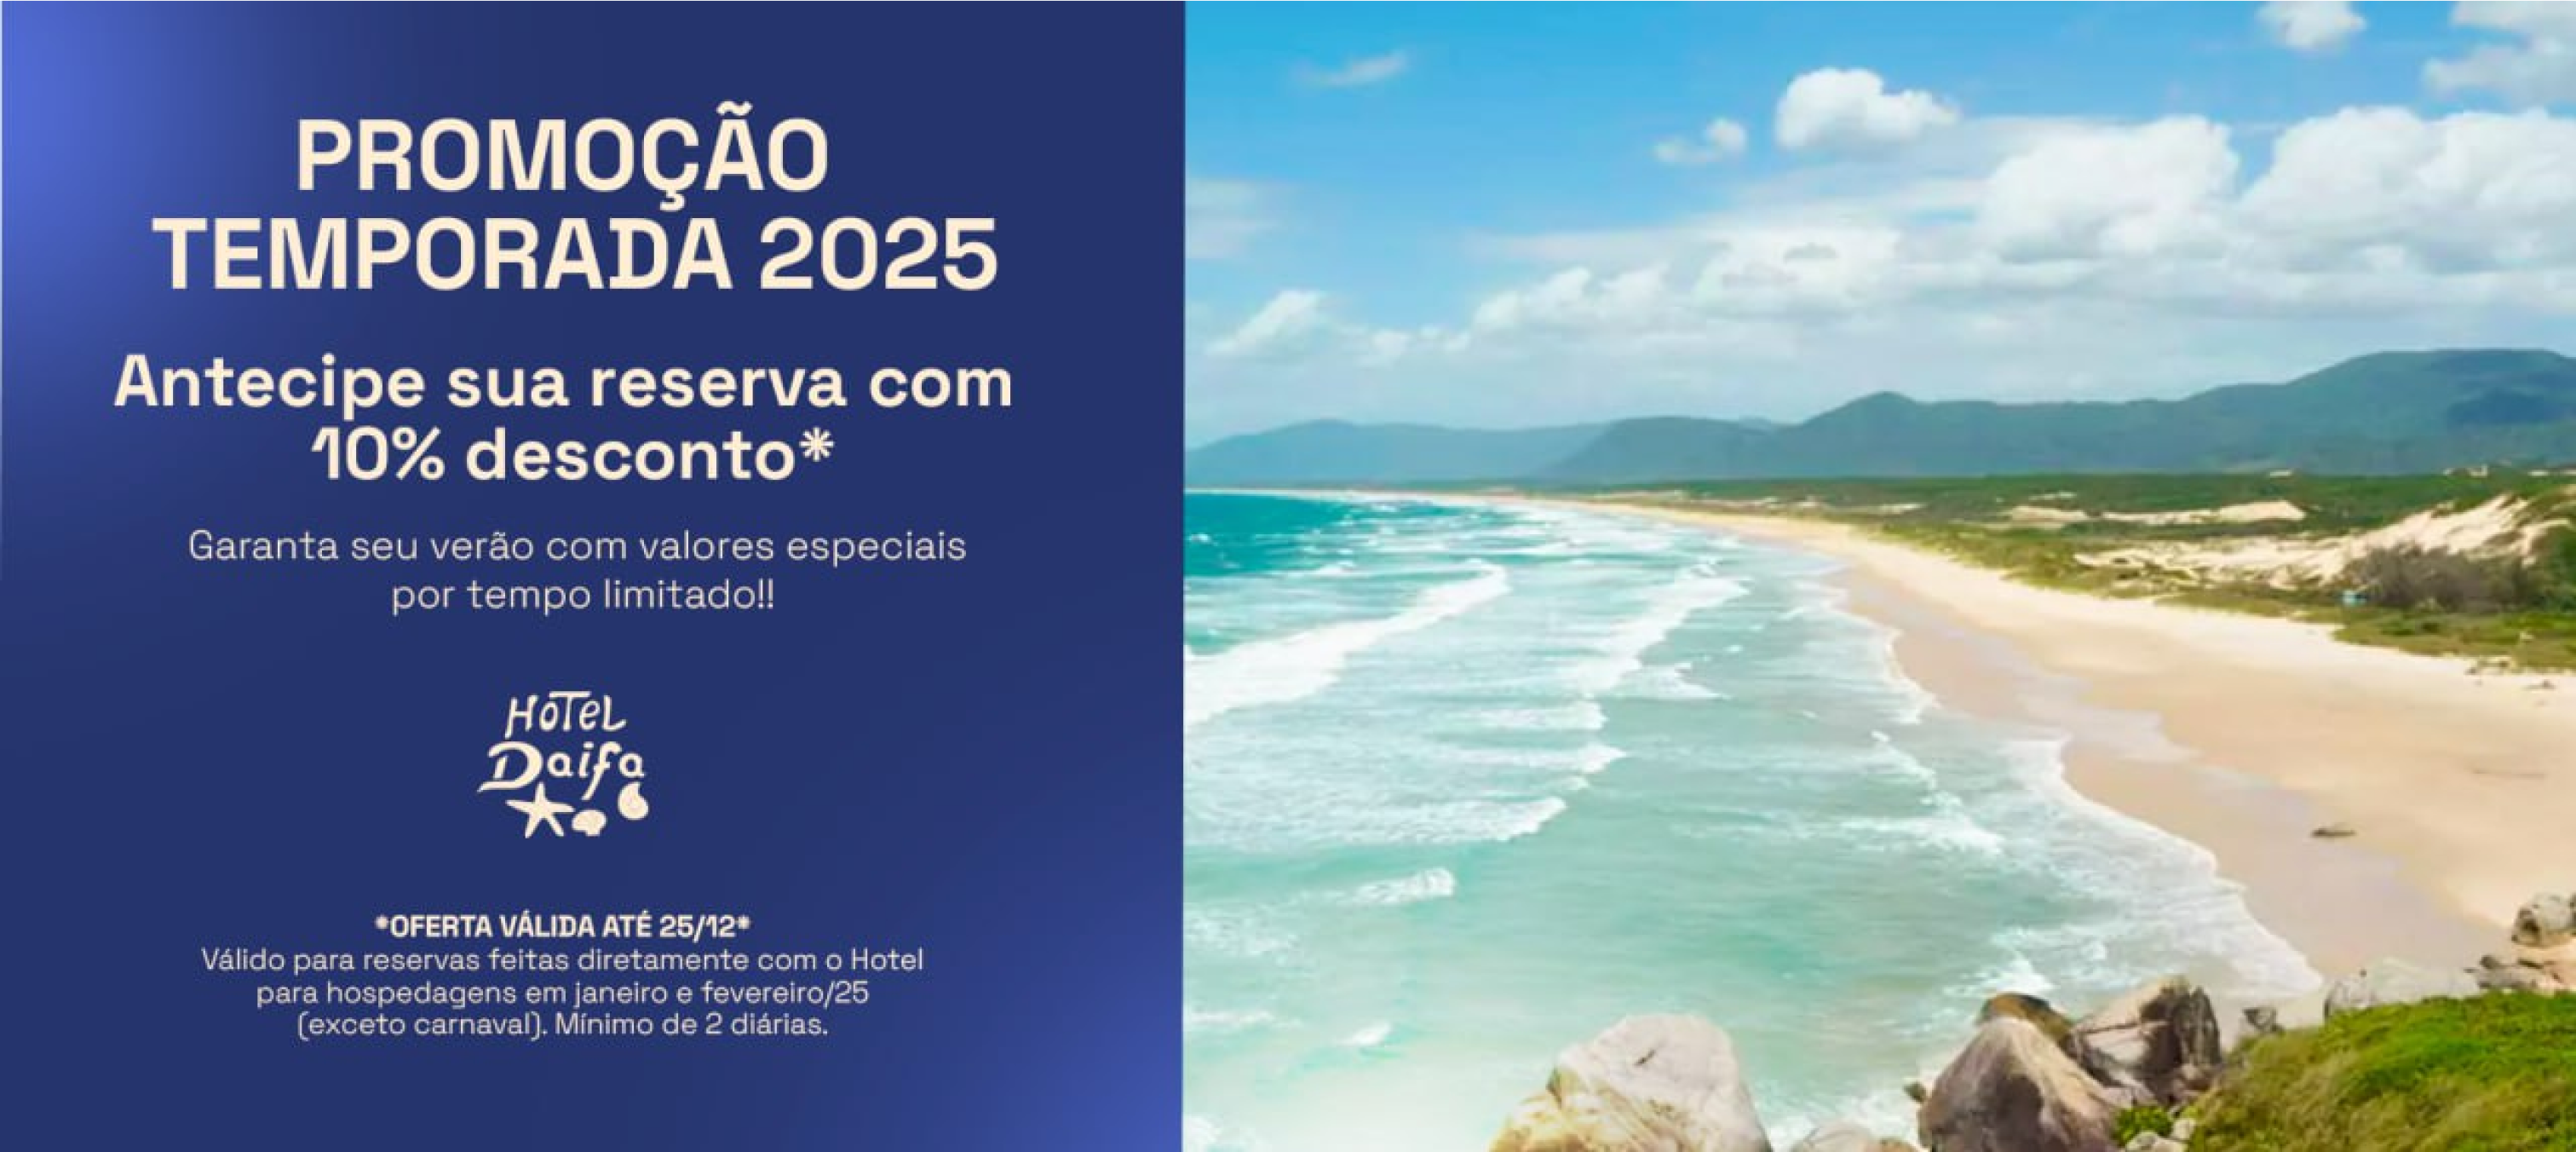 PROMOÇÃO
TEMPORADA 2025
Antecipe sua reserva com
10% desconto*
Garanta seu verão com valores especiais
por tempo limitado!!
HOTEL
Daifa
*OFERTA VÁLIDA ATÉ 25/12*
Válido para reservas feitas diretamente com o Hotel
para hospedagens em janeiro e fevereiro/25
(exceto carnaval). Mínimo de 2 diárias.